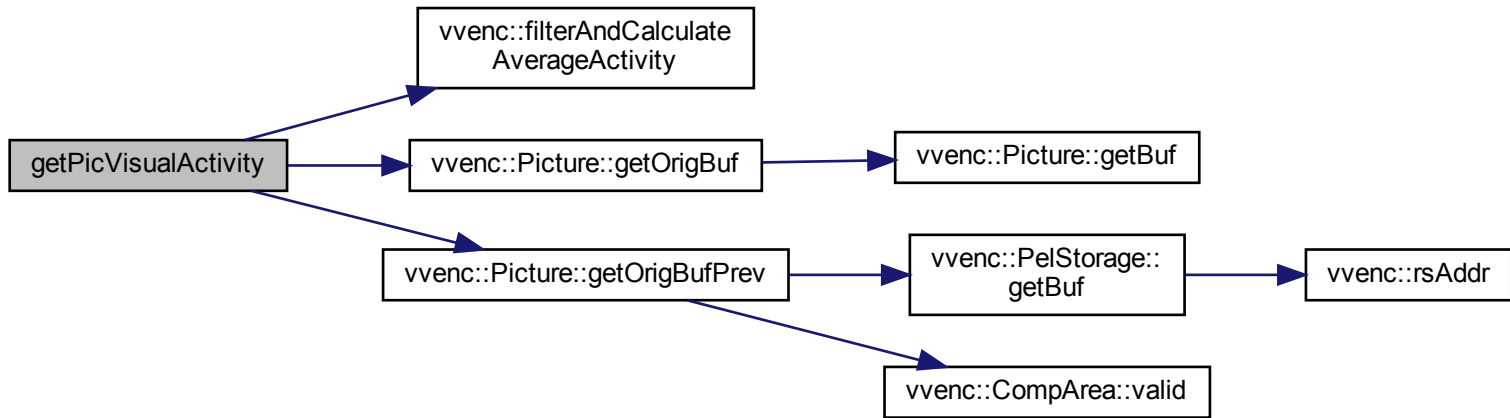 vvenc::filterAndCalculate
AverageActivity
getPicVisualActivity
vvenc::Picture::getOrigBuf
vvenc::Picture::getBuf
vvenc::Picture::getOrigBufPrev
vvenc::PelStorage::
getBuf
vvenc::rsAddr
vvenc::CompArea::valid